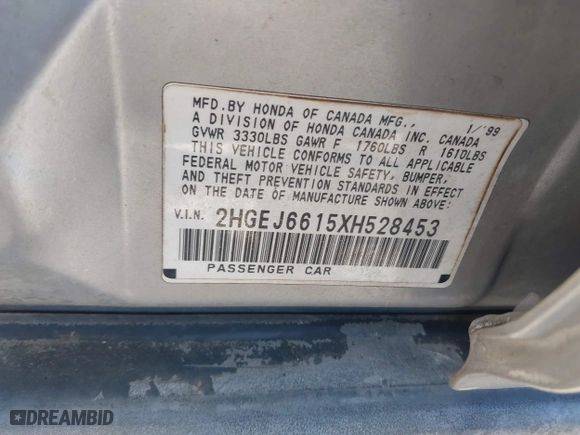 MFD.BY HONDA OF CANADA MFG., 1/'99
A DIVISION OF HONDA CANADA INC. CANADA
GVWR 3330LBS GAWR F 1760LBS R 1610LBS
THIS VEHICLE CONFORMS TO ALL APPLICABLE
FEDERAL MOTOR VEHICLE SAFETY, BUMPER,
AND THEFT PREVENTION STANDARDS IN EFFECT
ON THE DATE OF MANUFACTURE SHOWN ABOVE:
V.I.N. 2HGEJ6615XH528453
PASSENGER CAR
DREAMBID